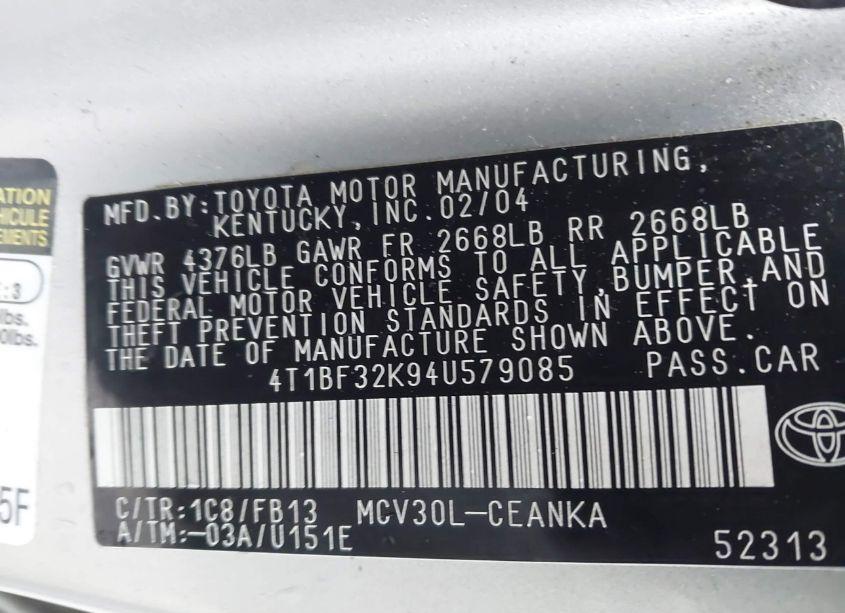 MFD.BY:TOYOTA MOTOR MANUFACTURING,
KENTUCKY,INC.02/04
GVWR 4376LB GAWR FR 2668LB RR 2668LB
THIS VEHICLE CONFORMS TO ALL APPLICABLE
FEDERAL MOTOR VEHICLE SAFETY,BUMPER,AND
THEFT PREVENTION STANDARDS IN EFFECT ON
THE DATE OF MANUFACTURE SHOWN ABOVE.
4T1BF32K94U579085 PASS.CAR
C/TR:1C8/FB13 MCV30L-CEANKA
A/TM:-03A/U151E
52313
ATION
HICULE
EMENTS
:3
lbs.
0lbs.
5F